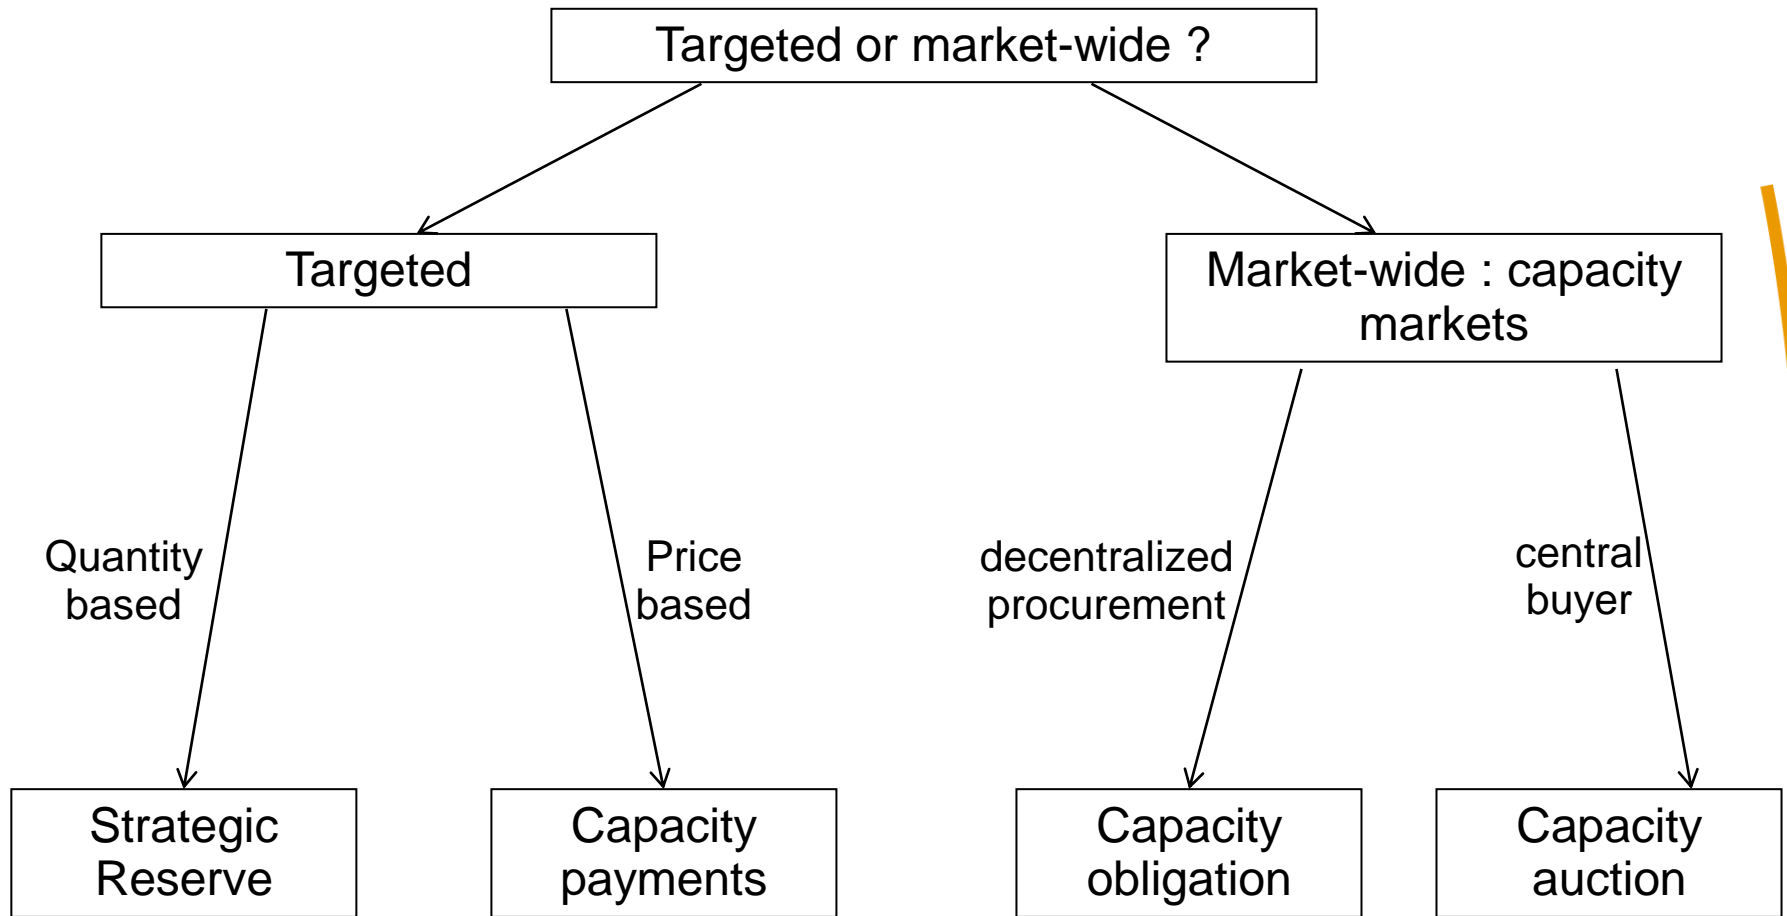 Targeted or market-wide ?
Targeted
Market-wide : capacity
markets
Quantity
based
Price
based
decentralized
procurement
central
buyer
Strategic
Reserve
Capacity
payments
Capacity
obligation
Capacity
auction